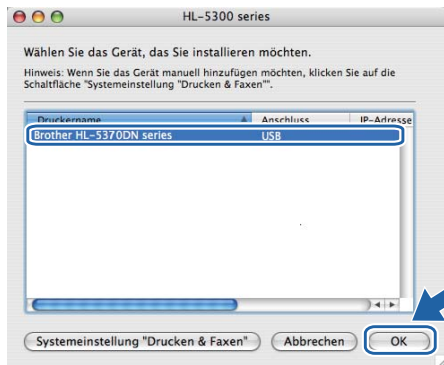 HL-5300 series
Wählen Sie das Gerät, das Sie installieren möchten.
Hinweis: Wenn Sie das Gerät manuell hinzufügen möchten, klicken Sie auf die
Schaltfläche "Systemeinstellung "Drucken & Faxen"".
Druckername Anschluss IP-Adresse
Brother HL-5370DN series USB
Systemeinstellung "Drucken & Faxen" Abbrechen OK